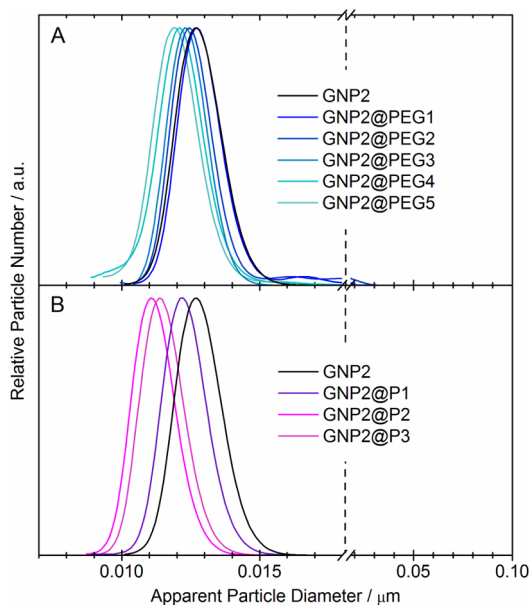 A
GNP2
GNP2@PEG1
GNP2@PEG2
GNP2@PEG3
GNP2@PEG4
GNP2@PEG5
Relative Particle Number / a.u.
B
GNP2
GNP2@P1
GNP2@P2
GNP2@P3
0.010 0.015 0.05 0.10
Apparent Particle Diameter / μm